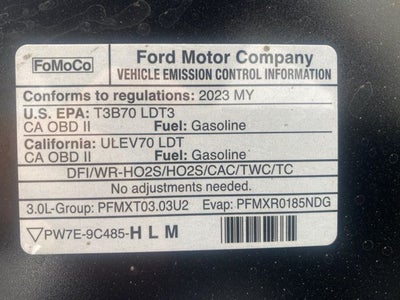 FoMoCo
Ford Motor Company
VEHICLE EMISSION CONTROL INFORMATION
Conforms to regulations: 2023 MY
U.S. EPA: T3B70 LDT3
CA OBD II Fuel: Gasoline
California: ULEV70 LDT
CA OBD II Fuel: Gasoline
DFI/WR-HO2S/HO2S/CAC/TWC/TC
No adjustments needed.
3.0L-Group: PFMXT03.03U2 Evap: PFMXR0185NDG
PW7E-9C485-HLM